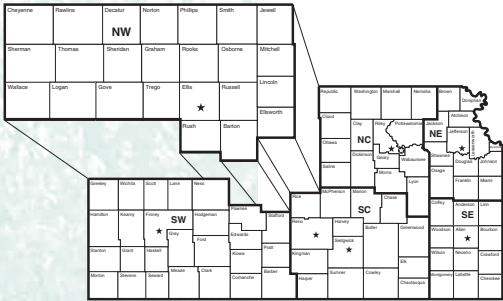 Cheyenne Rawlins Decatur Norton Phillips Smith Jewell
NW
Sherman Thomas Sheridan Graham Rooks Osborne Mitchell
Wallace Logan Gove Trego Ellis Russell Lincoln
Ellsworth
Rush Barton
Republic Washington Marshall Nemaha Brown Doniphan
Cloud Clay Riley Pottawatomie Jackson Atchison
NC NE
Jefferson Leavenworth
Ottawa Dickinson Geary Wabaunsee Shawnee Douglas Johnson
Saline Morris Osage Franklin Miami
Lyon
Greeley Wichita Scott Lane Ness
Hamilton Kearny Finney SW Hodgeman Pawnee Stafford
Gray Edwards
Stanton Grant Haskell Ford Kiowa Pratt
Morton Stevens Seward Meade Clark Comanche Barber
Rice McPherson Marion Chase
SC
Reno Harvey Butler Greenwood
Kingman Sedgwick
Elk
Harper Sumner Cowley Chautauqua
Coffey Anderson Linn
SE
Woodson Allen Bourbon
Wilson Neosho Crawford
Montgomery Labette Cherokee